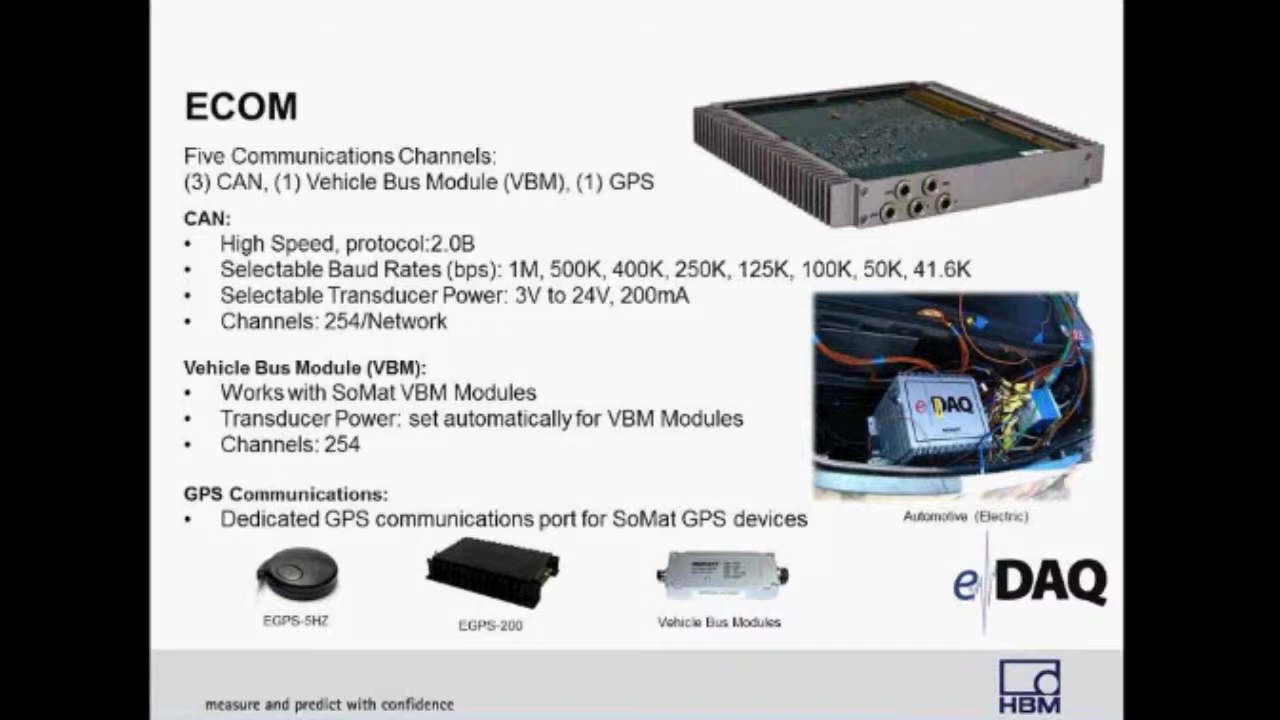 ECOM
Five Communications Channels:
(3) CAN, (1) Vehicle Bus Module (VBM), (1) GPS
CAN:
• High Speed, protocol:2.0B
• Selectable Baud Rates (bps): 1M, 500K, 400K, 250K, 125K, 100K, 50K, 41.6K
• Selectable Transducer Power: 3V to 24V, 200mA
• Channels: 254/Network
Vehicle Bus Module (VBM):
• Works with SoMat VBM Modules
• Transducer Power: set automatically for VBM Modules
• Channels: 254
GPS Communications:
• Dedicated GPS communications port for SoMat GPS devices
eDAQ
Automotive (Electric)
EGPS-5HZ
EGPS-200
Vehicle Bus Modules
eDAQ
measure and predict with confidence
HBM